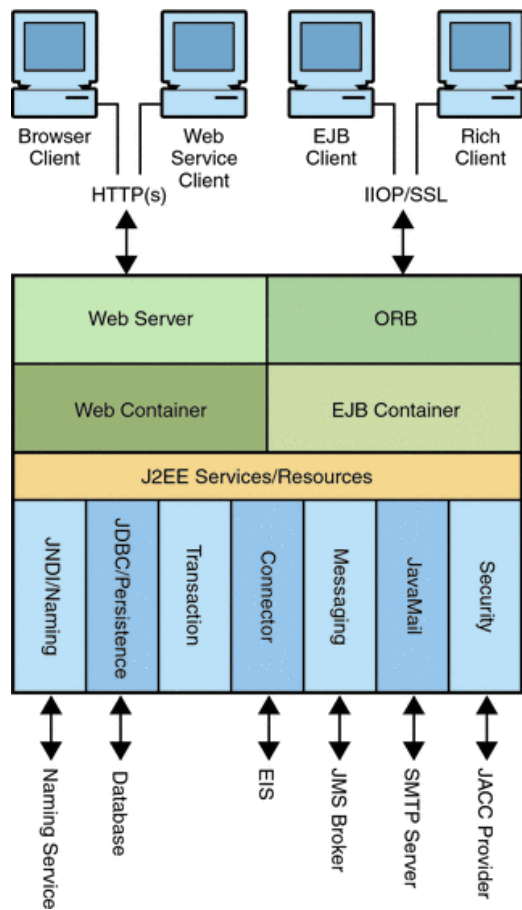 Browser
Client
Web
Service
Client
EJB
Client
Rich
Client
HTTP(s)
IIOP/SSL
Web Server
ORB
Web Container
EJB Container
J2EE Services/Resources
JNDI/Naming
JDBC/Persistence
Transaction
Connector
Messaging
JavaMail
Security
Naming Service
Database
EIS
JMS Broker
SMTP Server
JACC Provider